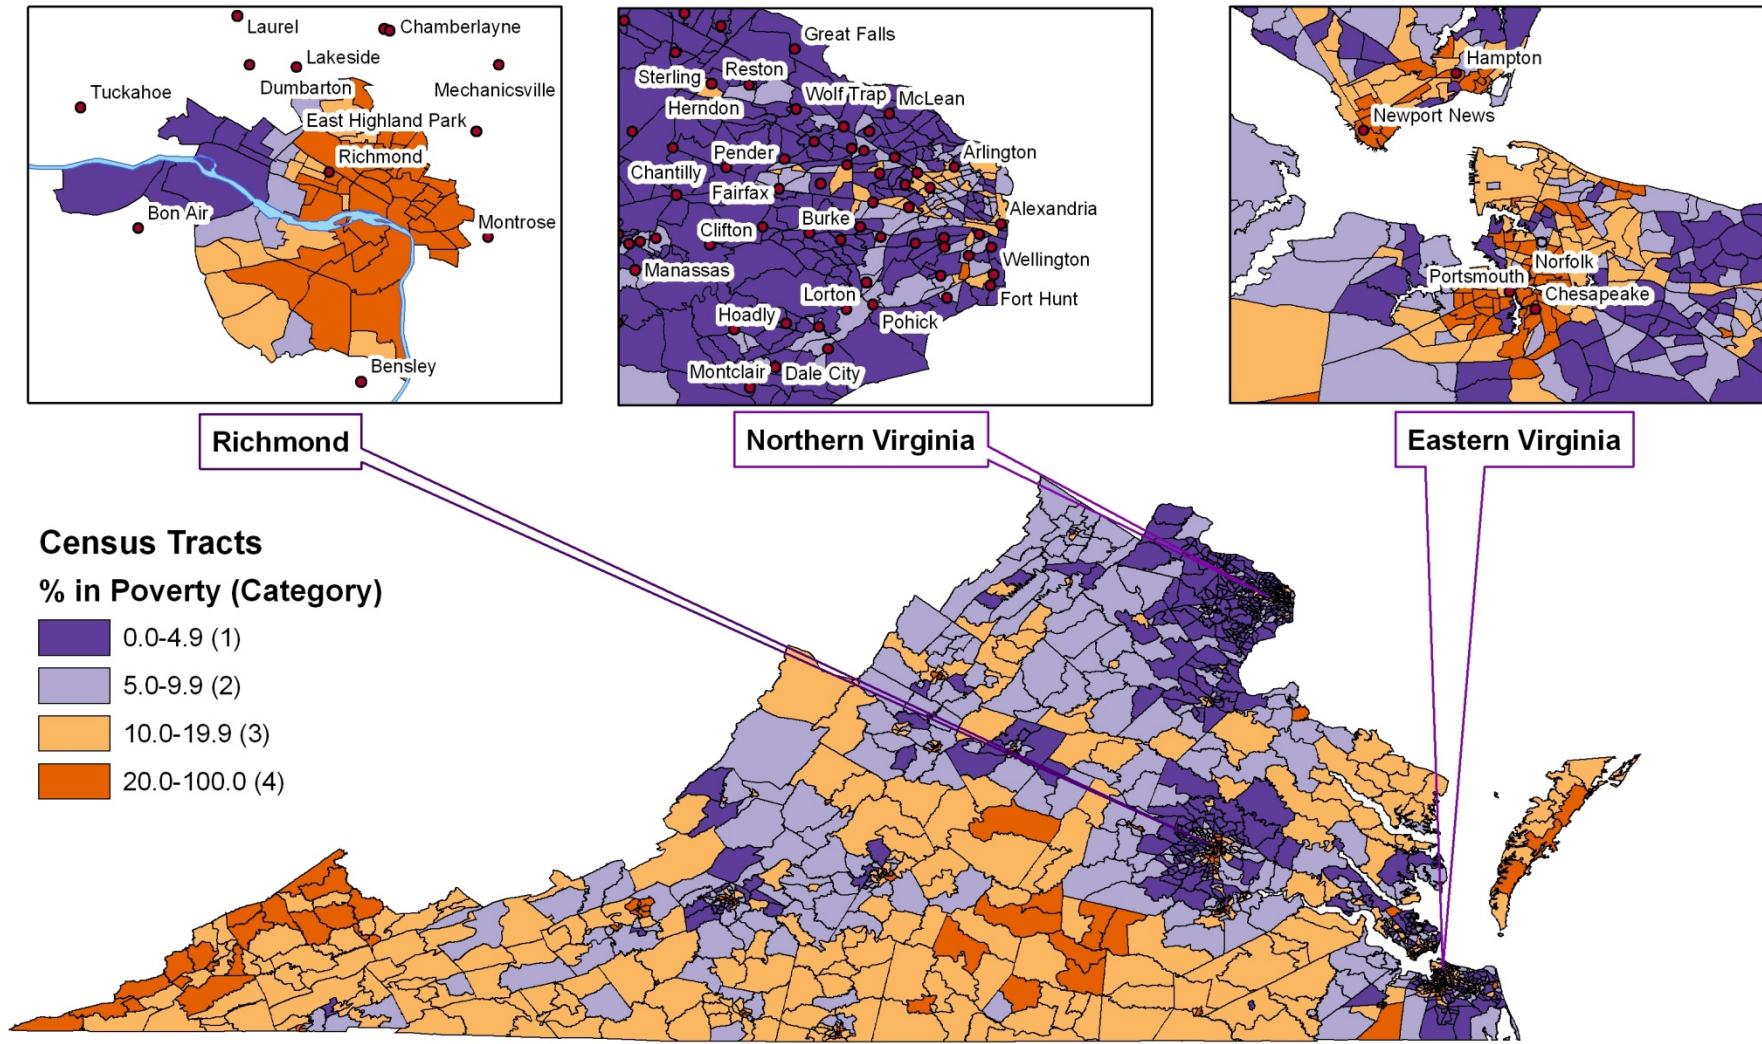 Laurel
Chamberlayne
Lakeside
Tuckahoe
Dumbarton
Mechanicsville
East Highland Park
Richmond
Bon Air
Montrose
Bensley
Great Falls
Sterling
Reston
Herndon
Wolf Trap
McLean
Pender
Arlington
Chantilly
Fairfax
Burke
Alexandria
Clifton
Wellington
Manassas
Lorton
Fort Hunt
Hoadly
Pohick
Montclair
Dale City
Hampton
Newport News
Norfolk
Portsmouth
Chesapeake
Richmond
Northern Virginia
Eastern Virginia
Census Tracts
% in Poverty (Category)
0.0-4.9 (1)
5.0-9.9 (2)
10.0-19.9 (3)
20.0-100.0 (4)